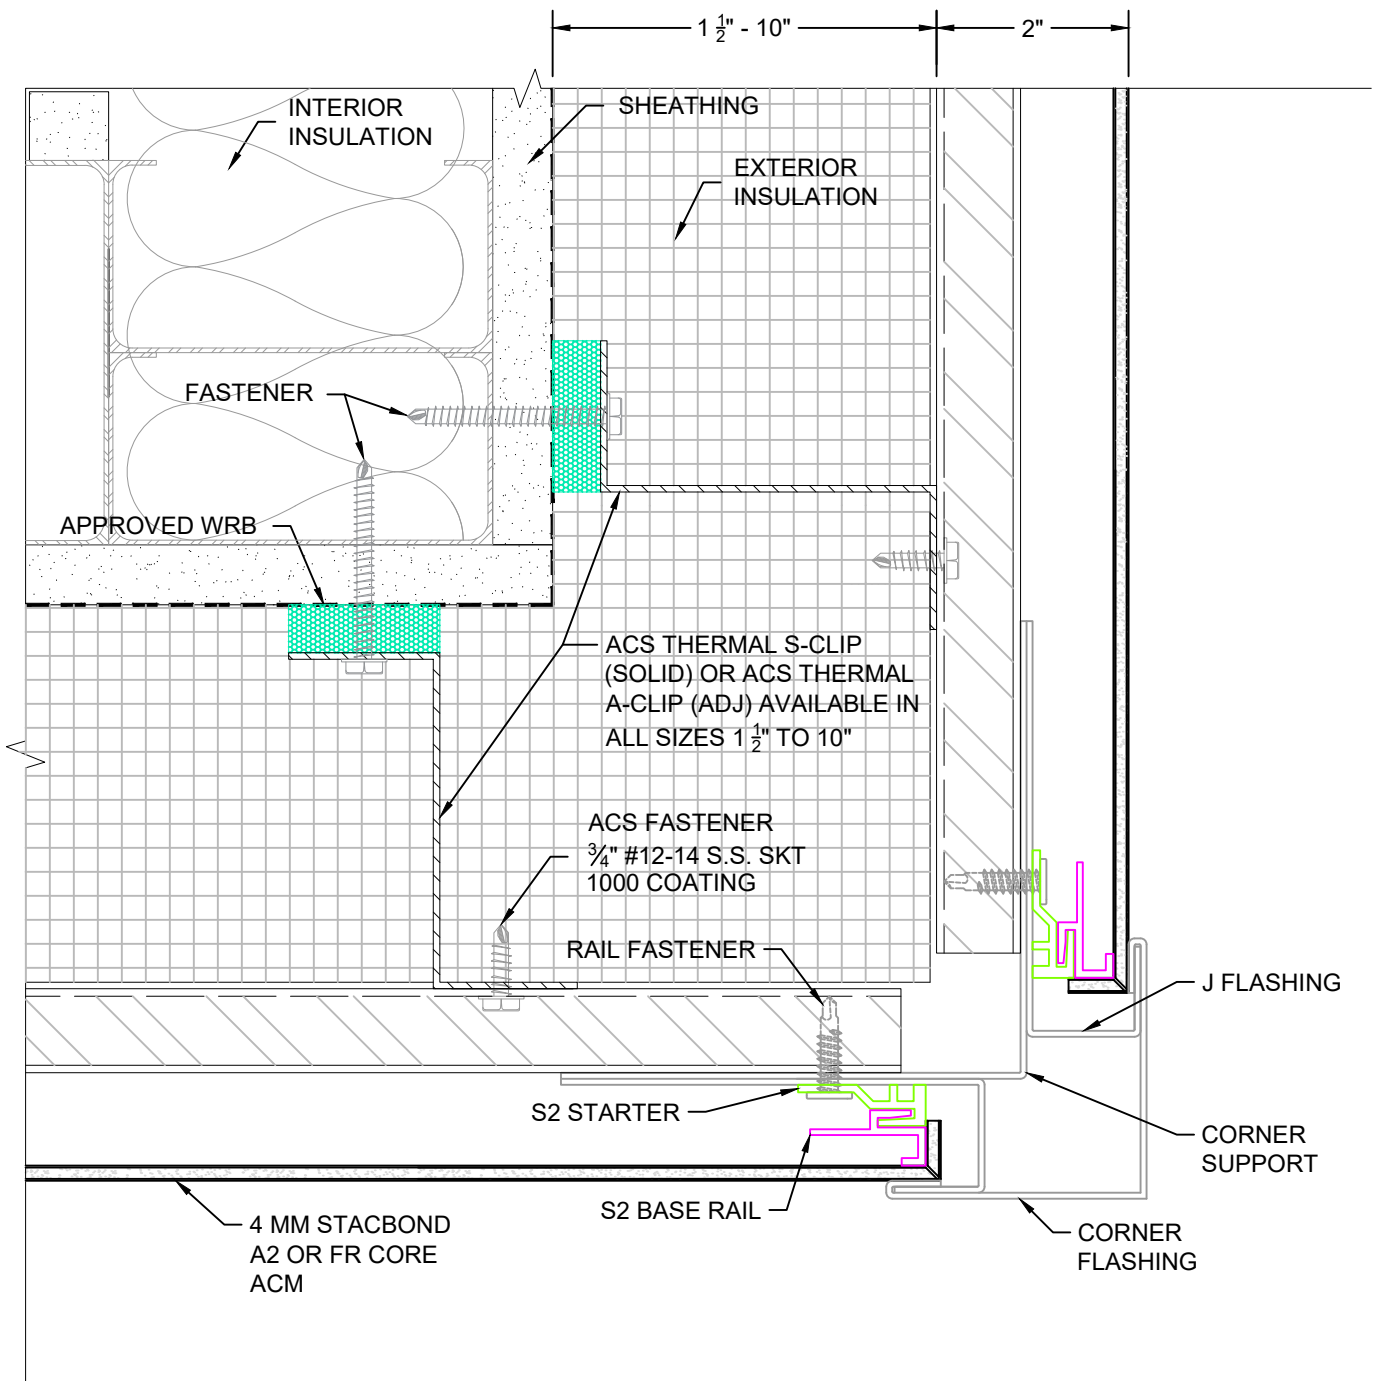 1 1/2" - 10"
2"
INTERIOR
INSULATION
SHEATHING
EXTERIOR
INSULATION
FASTENER
APPROVED WRB
ACS THERMAL S-CLIP
(SOLID) OR ACS THERMAL
A-CLIP (ADJ) AVAILABLE IN
ALL SIZES 1 1/2" TO 10"
ACS FASTENER
3/4" #12-14 S.S. SKT
1000 COATING
RAIL FASTENER
J FLASHING
S2 STARTER
CORNER
SUPPORT
S2 BASE RAIL
4 MM STACBOND
A2 OR FR CORE
ACM
CORNER
FLASHING